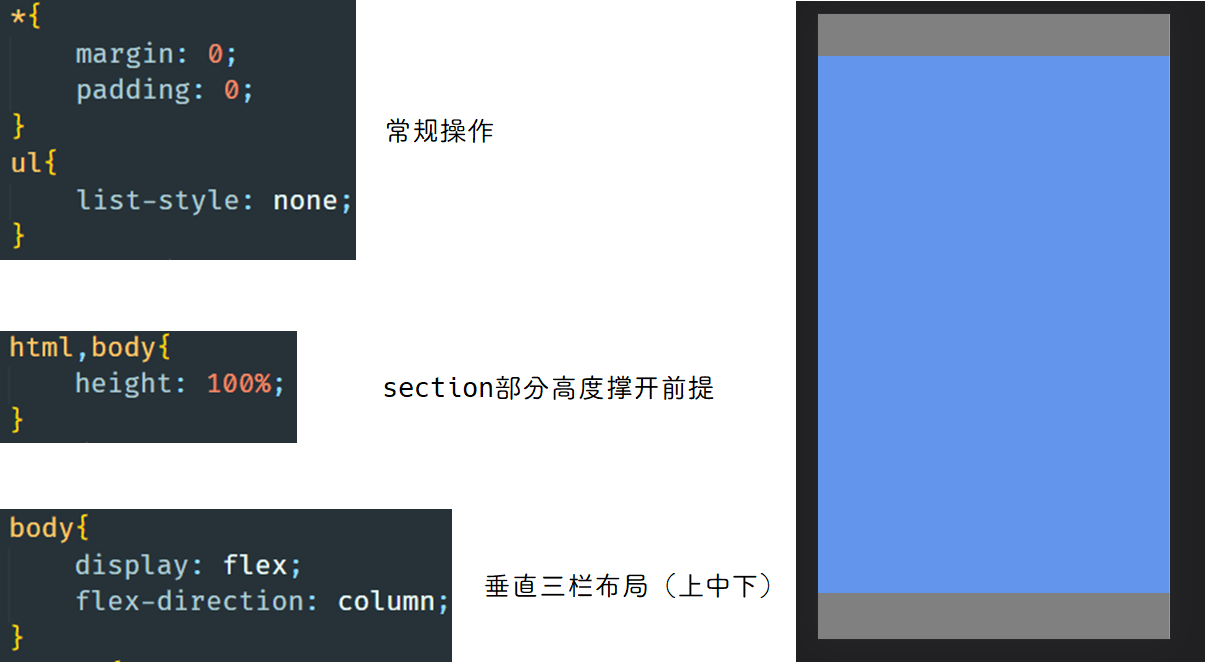 *{
    margin: 0;
    padding: 0;
}
ul{
    list-style: none;
}
常规操作
html,body{
    height: 100%;
}
section部分高度撑开前提
body{
    display: flex;
    flex-direction: column;
}
垂直三栏布局（上中下）